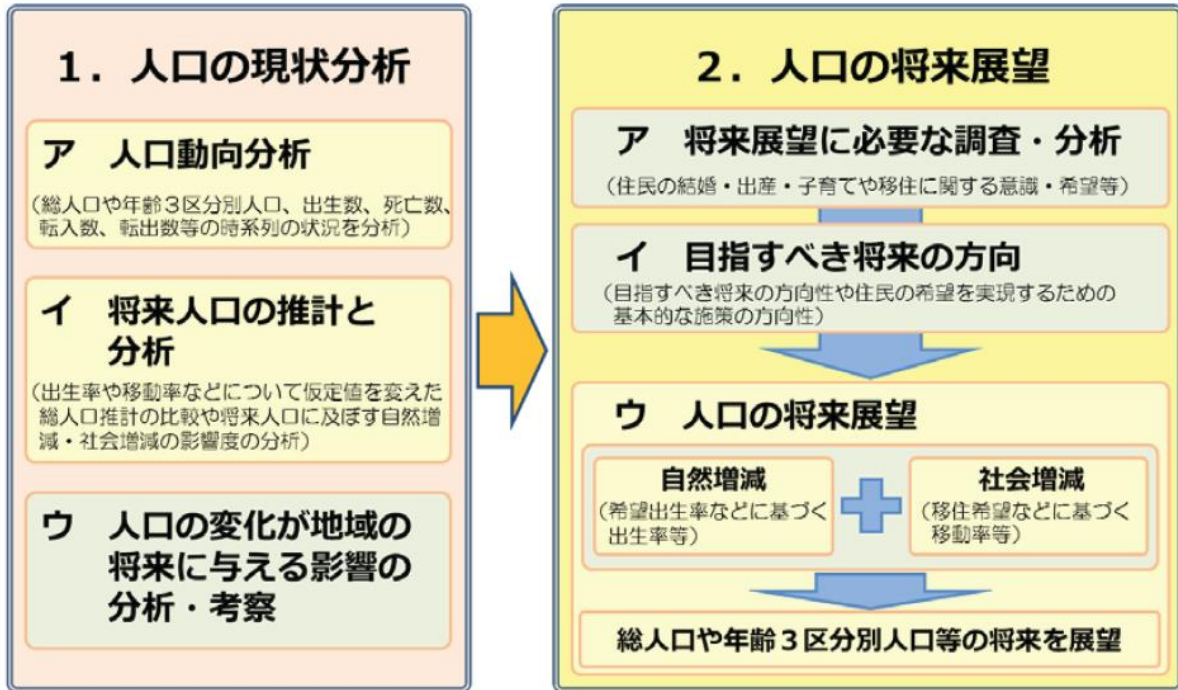 １．人口の現状分析
ア　人口動向分析
（総人口や年齢３区分別人口、出生数、死亡数、
転入数、転出数等の時系列の状況を分析）
イ　将来人口の推計と
分析
（出生率や移動率などについて仮定値を変えた
総人口推計の比較や将来人口に及ぼす自然増
減・社会増減の影響度の分析）
ウ　人口の変化が地域の
将来に与える影響の
分析・考察
２．人口の将来展望
ア　将来展望に必要な調査・分析
（住民の結婚・出産・子育てや移住に関する意識・希望等）
イ　目指すべき将来の方向
（目指すべき将来の方向性や住民の希望を実現するための
基本的な施策の方向性）
ウ　人口の将来展望
自然増減
（希望出生率などに基づく
出生率等）
社会増減
（移住希望などに基づく
移動率等）
総人口や年齢３区分別人口等の将来を展望